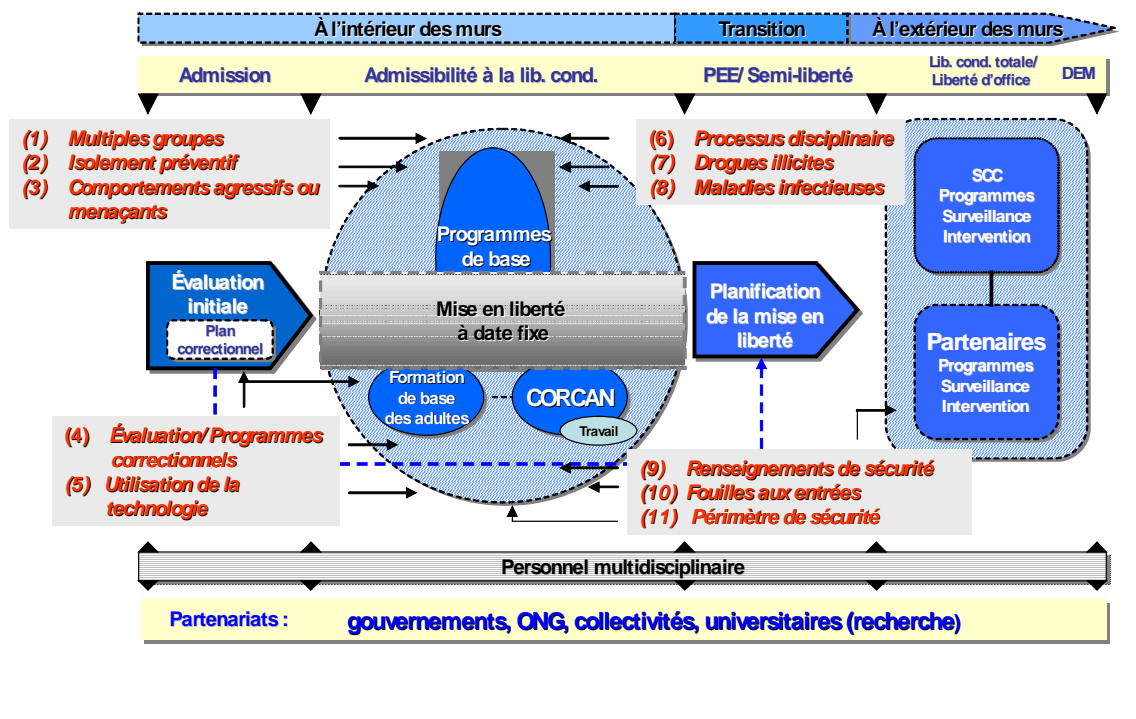 À l'intérieur des murs
Transition
À l'extérieur des murs
Admission
Admissibilité à la lib. cond.
PEE/ Semi-liberté
Lib. cond. totale/
Liberté d'office
DEM
(1) Multiples groupes
(2) Isolement préventif
(3) Comportements agressifs ou
menaçants
(6) Processus disciplinaire
(7) Drogues illicites
(8) Maladies infectieuses
SCC
Programmes
Surveillance
Intervention
Programmes
de base
Évaluation
initiale
Plan
correctionnel
Mise en liberté
à date fixe
Planification
de la mise en
liberté
Partenaires
Programmes
Surveillance
Intervention
Formation
de base
des adultes
CORCAN
Travail
(4) Évaluation/Programmes
correctionnels
(5) Utilisation de la
technologie
(9) Renseignements de sécurité
(10) Fouilles aux entrées
(11) Périmètre de sécurité
Personnel multidisciplinaire
Partenariats : gouvernements, ONG, collectivités, universitaires (recherche)